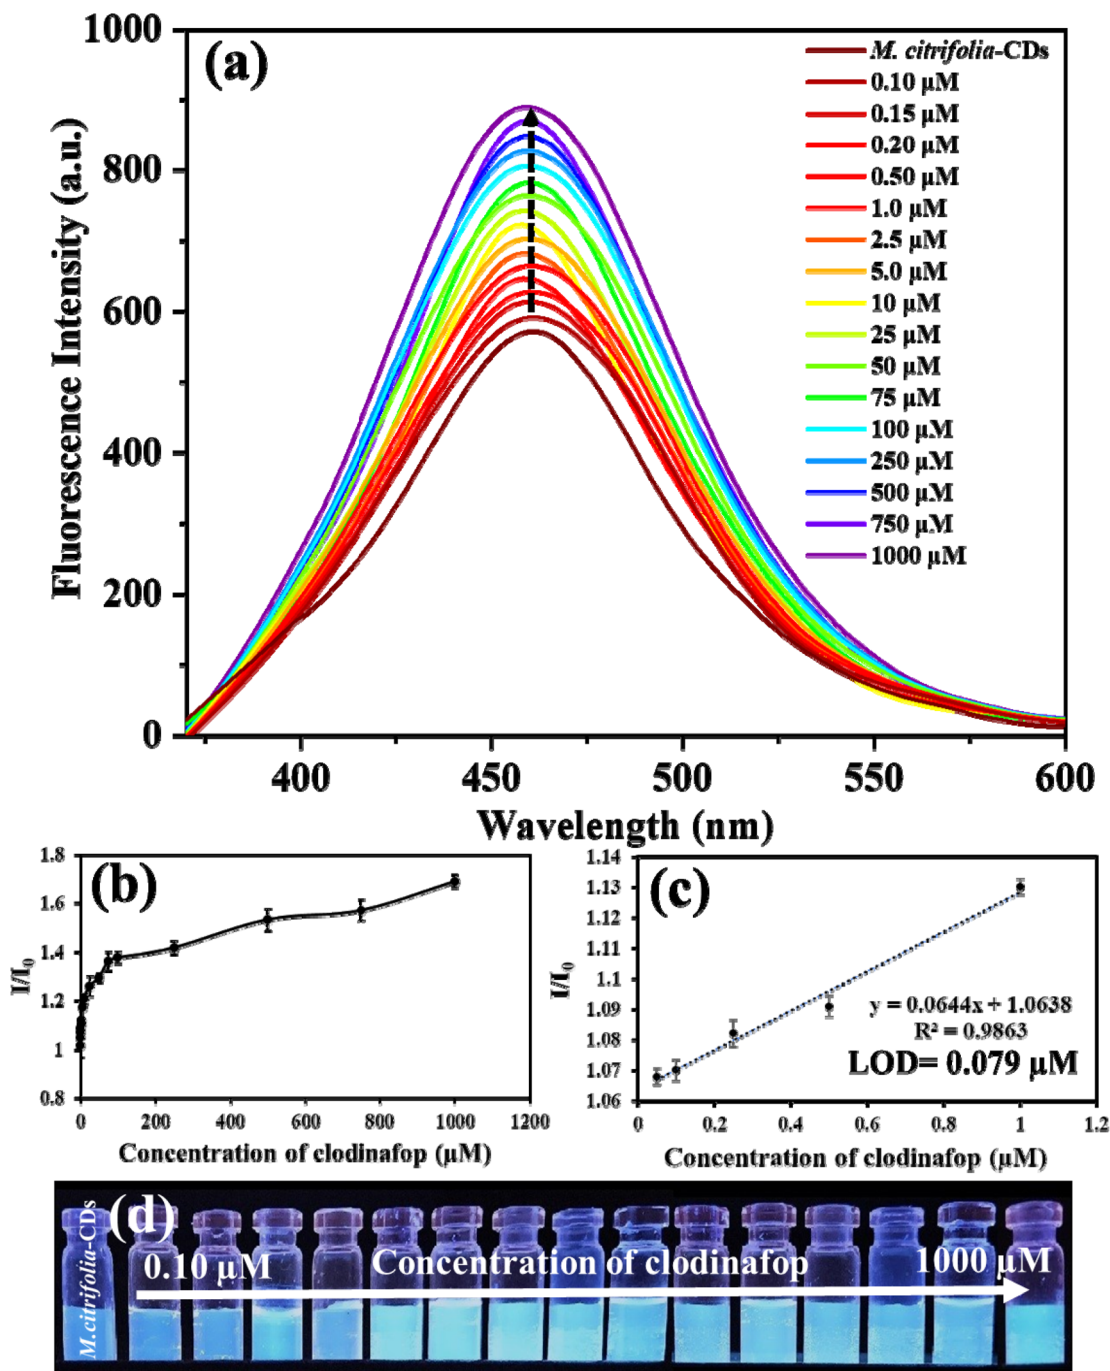 (a)
1000
800
600
400
200
0
Fluorescence Intensity (a.u.)
M. citrifolia-CDs
0.10 µM
0.15 µM
0.20 µM
0.50 µM
1.0 µM
2.5 µM
5.0 µM
10 µM
25 µM
50 µM
75 µM
100 µM
250 µM
500 µM
750 µM
1000 µM
400 450 500 550 600
Wavelength (nm)
(b)
1.8
1.6
1.4
1.2
1
0.8
I/I₀
0 200 400 600 800 1000 1200
Concentration of clodinafop (µM)
(c)
1.14
1.13
1.12
1.11
1.1
1.09
1.08
1.07
1.06
I/I₀
y = 0.0644x + 1.0638
R² = 0.9863
LOD= 0.079 µM
0 0.2 0.4 0.6 0.8 1 1.2
Concentration of clodinafop (µM)
(d)
M.citrifolia-CDs
0.10 µM Concentration of clodinafop 1000 µM